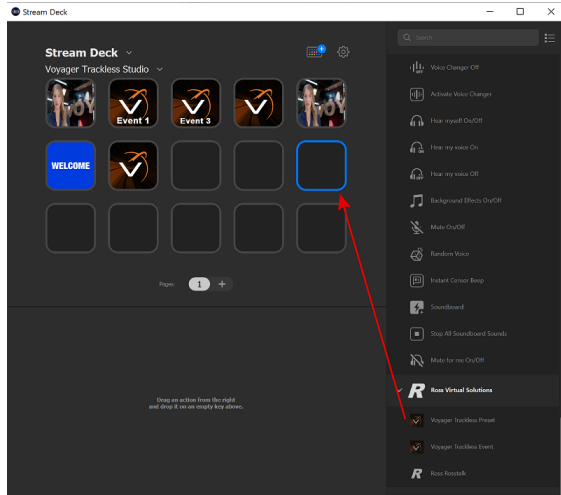 Stream Deck
Search
Stream Deck
Voyager Trackless Studio
Event 1
Event 3
WELCOME
Pages:
1
+
Drag an action from the right
and drop it on an empty key above.
Voice Changer Off
Activate Voice Changer
Hear myself On/Off
Hear my voice On
Hear my voice Off
Background Effects On/Off
Mute On/Off
Random Voice
Instant Censor Beep
Soundboard
Stop All Soundboard Sounds
Mute for me On/Off
Ross Virtual Solutions
Voyager Trackless Preset
Voyager Trackless Event
Ross Rosstalk